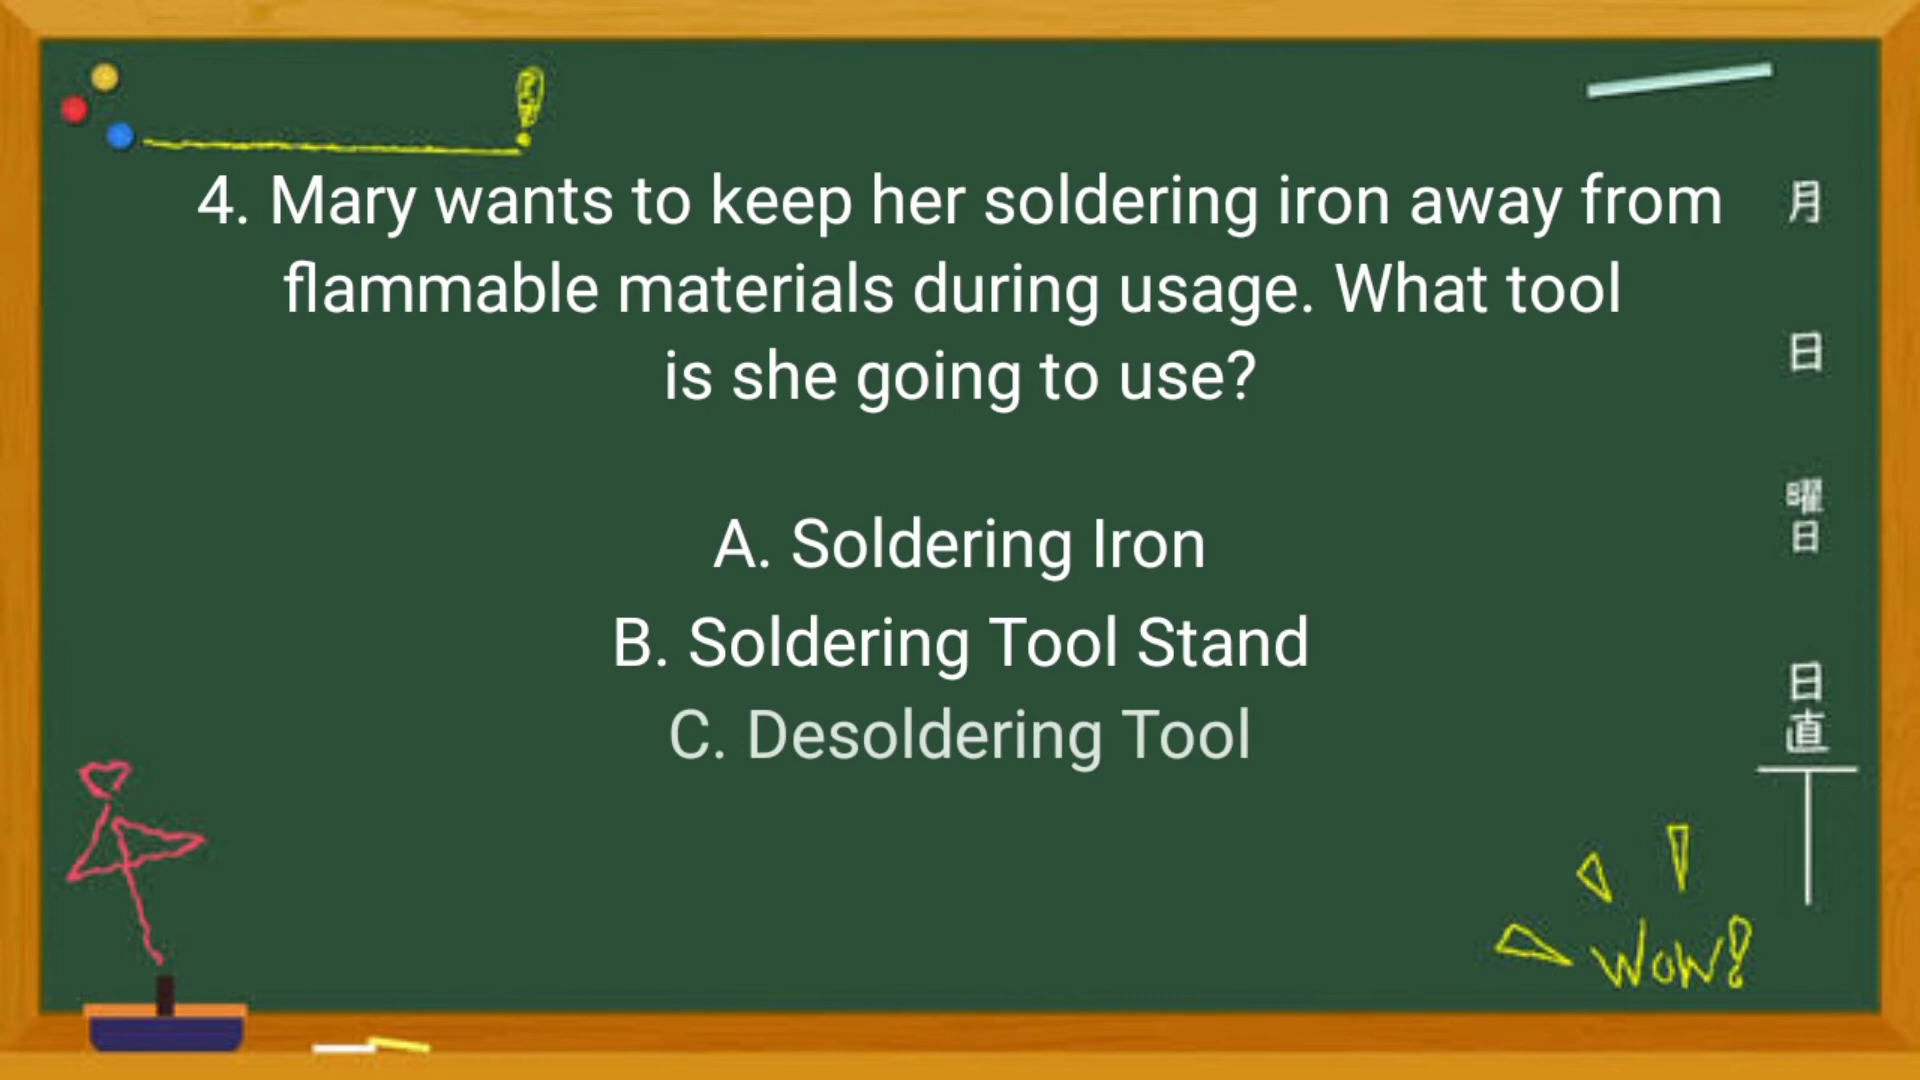 4. Mary wants to keep her soldering iron away from
flammable materials during usage. What tool
is she going to use?
A. Soldering Iron
B. Soldering Tool Stand
C. Desoldering Tool
月
日
曜
日
日
直
WOW!